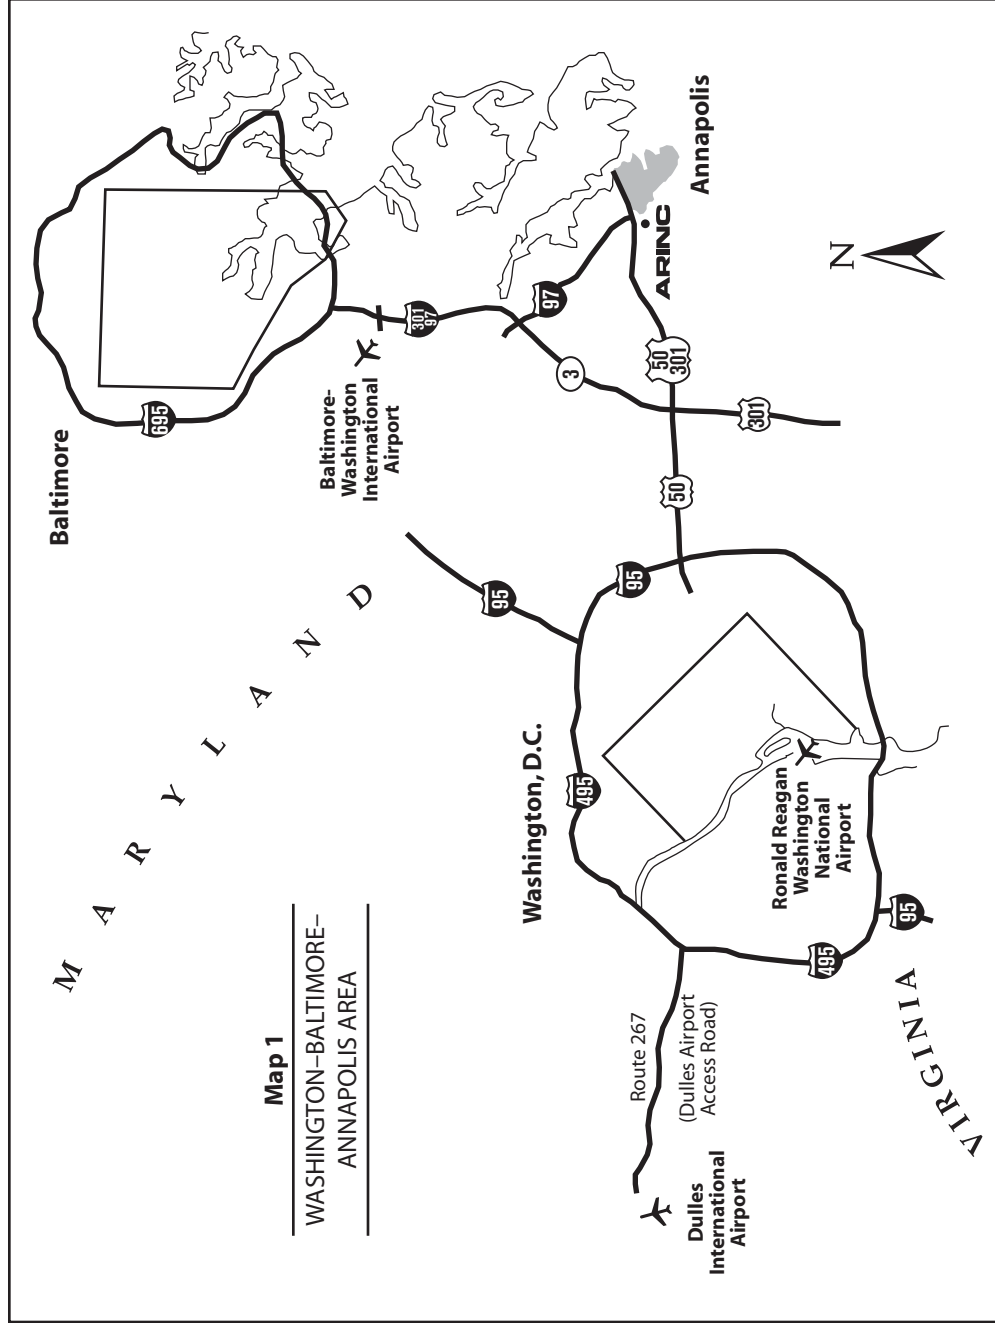 Map 1
WASHINGTON–BALTIMORE–
ANNAPOLIS AREA
MARYLAND
Baltimore
695
Baltimore-
Washington
International
Airport
301
97
97
3
Annapolis
ARINC
50
301
50
301
95
95
Washington, D.C.
495
Ronald Reagan
Washington
National
Airport
495
95
Route 267
(Dulles Airport
Access Road)
Dulles
International
Airport
VIRGINIA
N